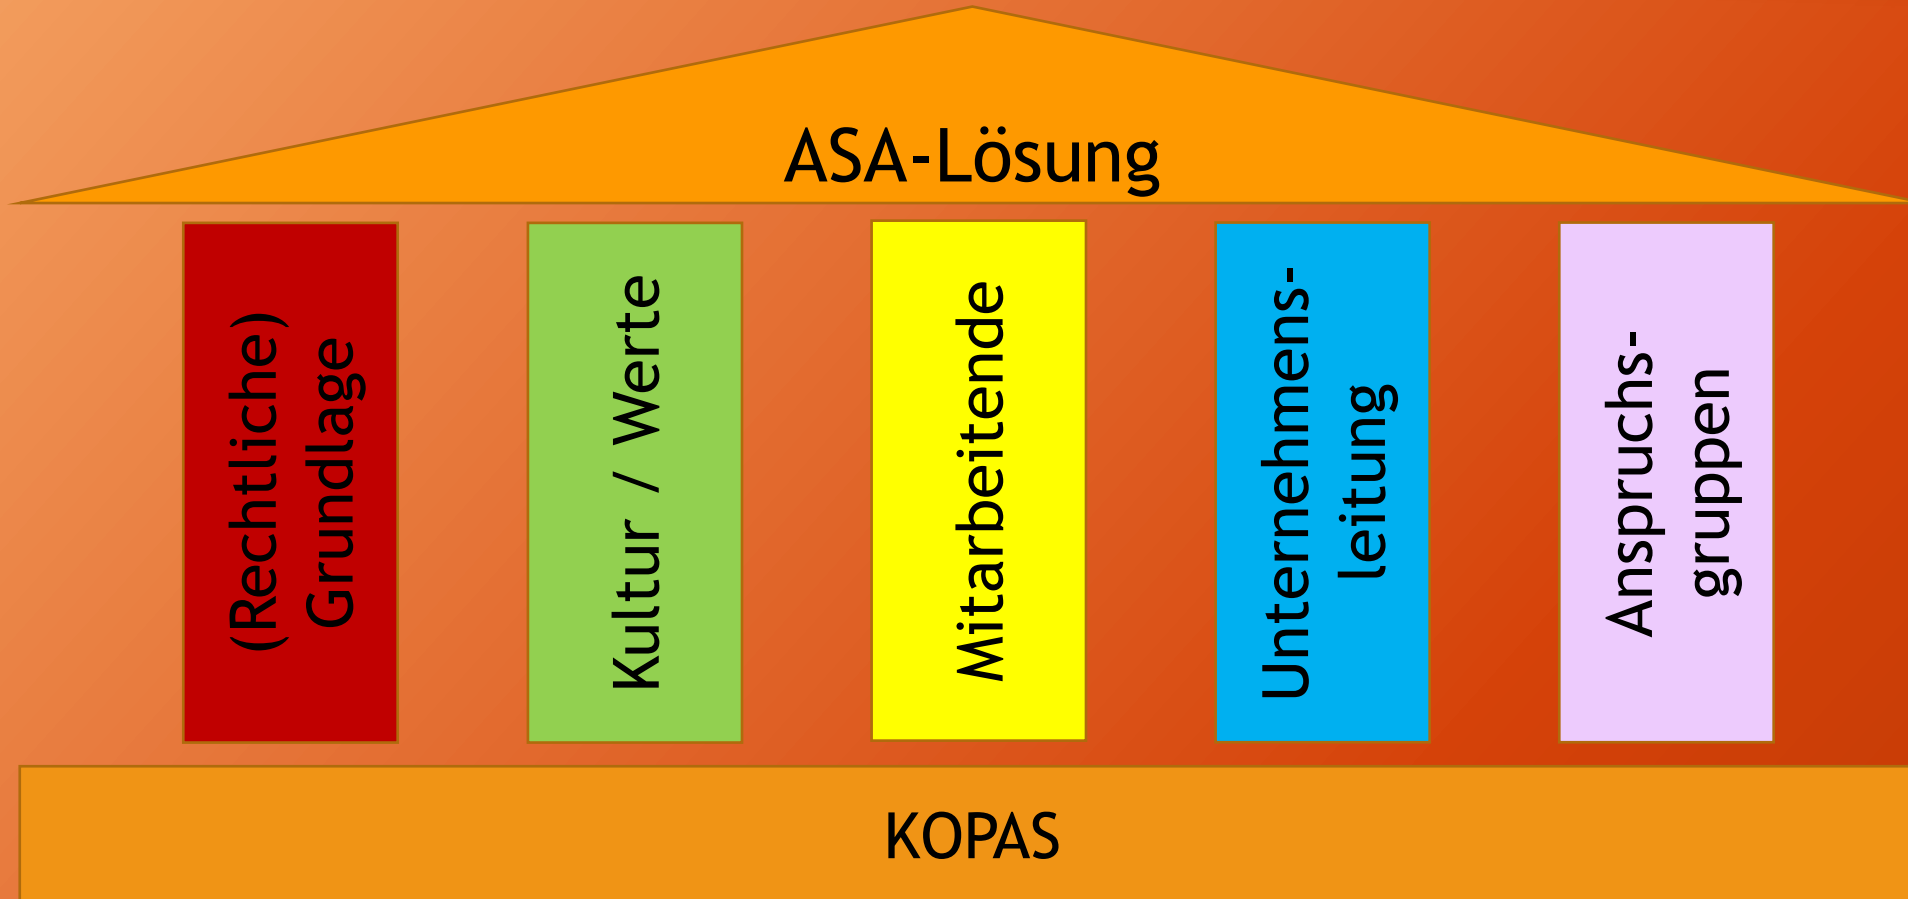 ASA-Lösung
(Rechtliche)
Grundlage
Kultur / Werte
Mitarbeitende
Unternehmens-
leitung
Anspruchs-
gruppen
KOPAS